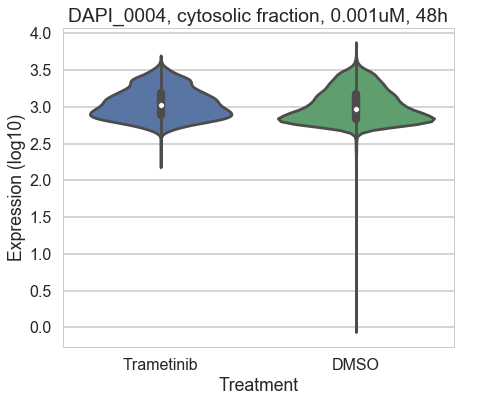 DAPI_0004, cytosolic fraction, 0.001uM, 48h
4.0
3.5
3.0
2.5
2.0
1.5
1.0
0.5
0.0
Expression (log10)
Trametinib DMSO
Treatment